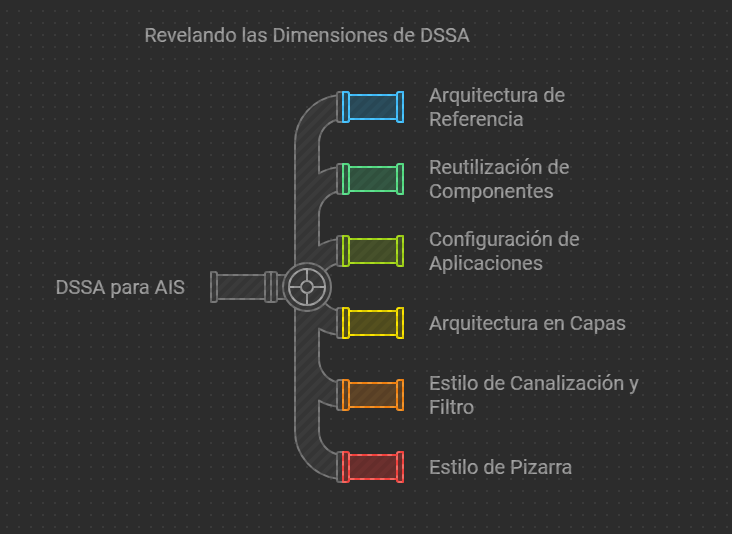 Revelando las Dimensiones de DSSA
Arquitectura de
Referencia
Reutilización de
Componentes
Configuración de
Aplicaciones
DSSA para AIS
Arquitectura en Capas
Estilo de Canalización y
Filtro
Estilo de Pizarra